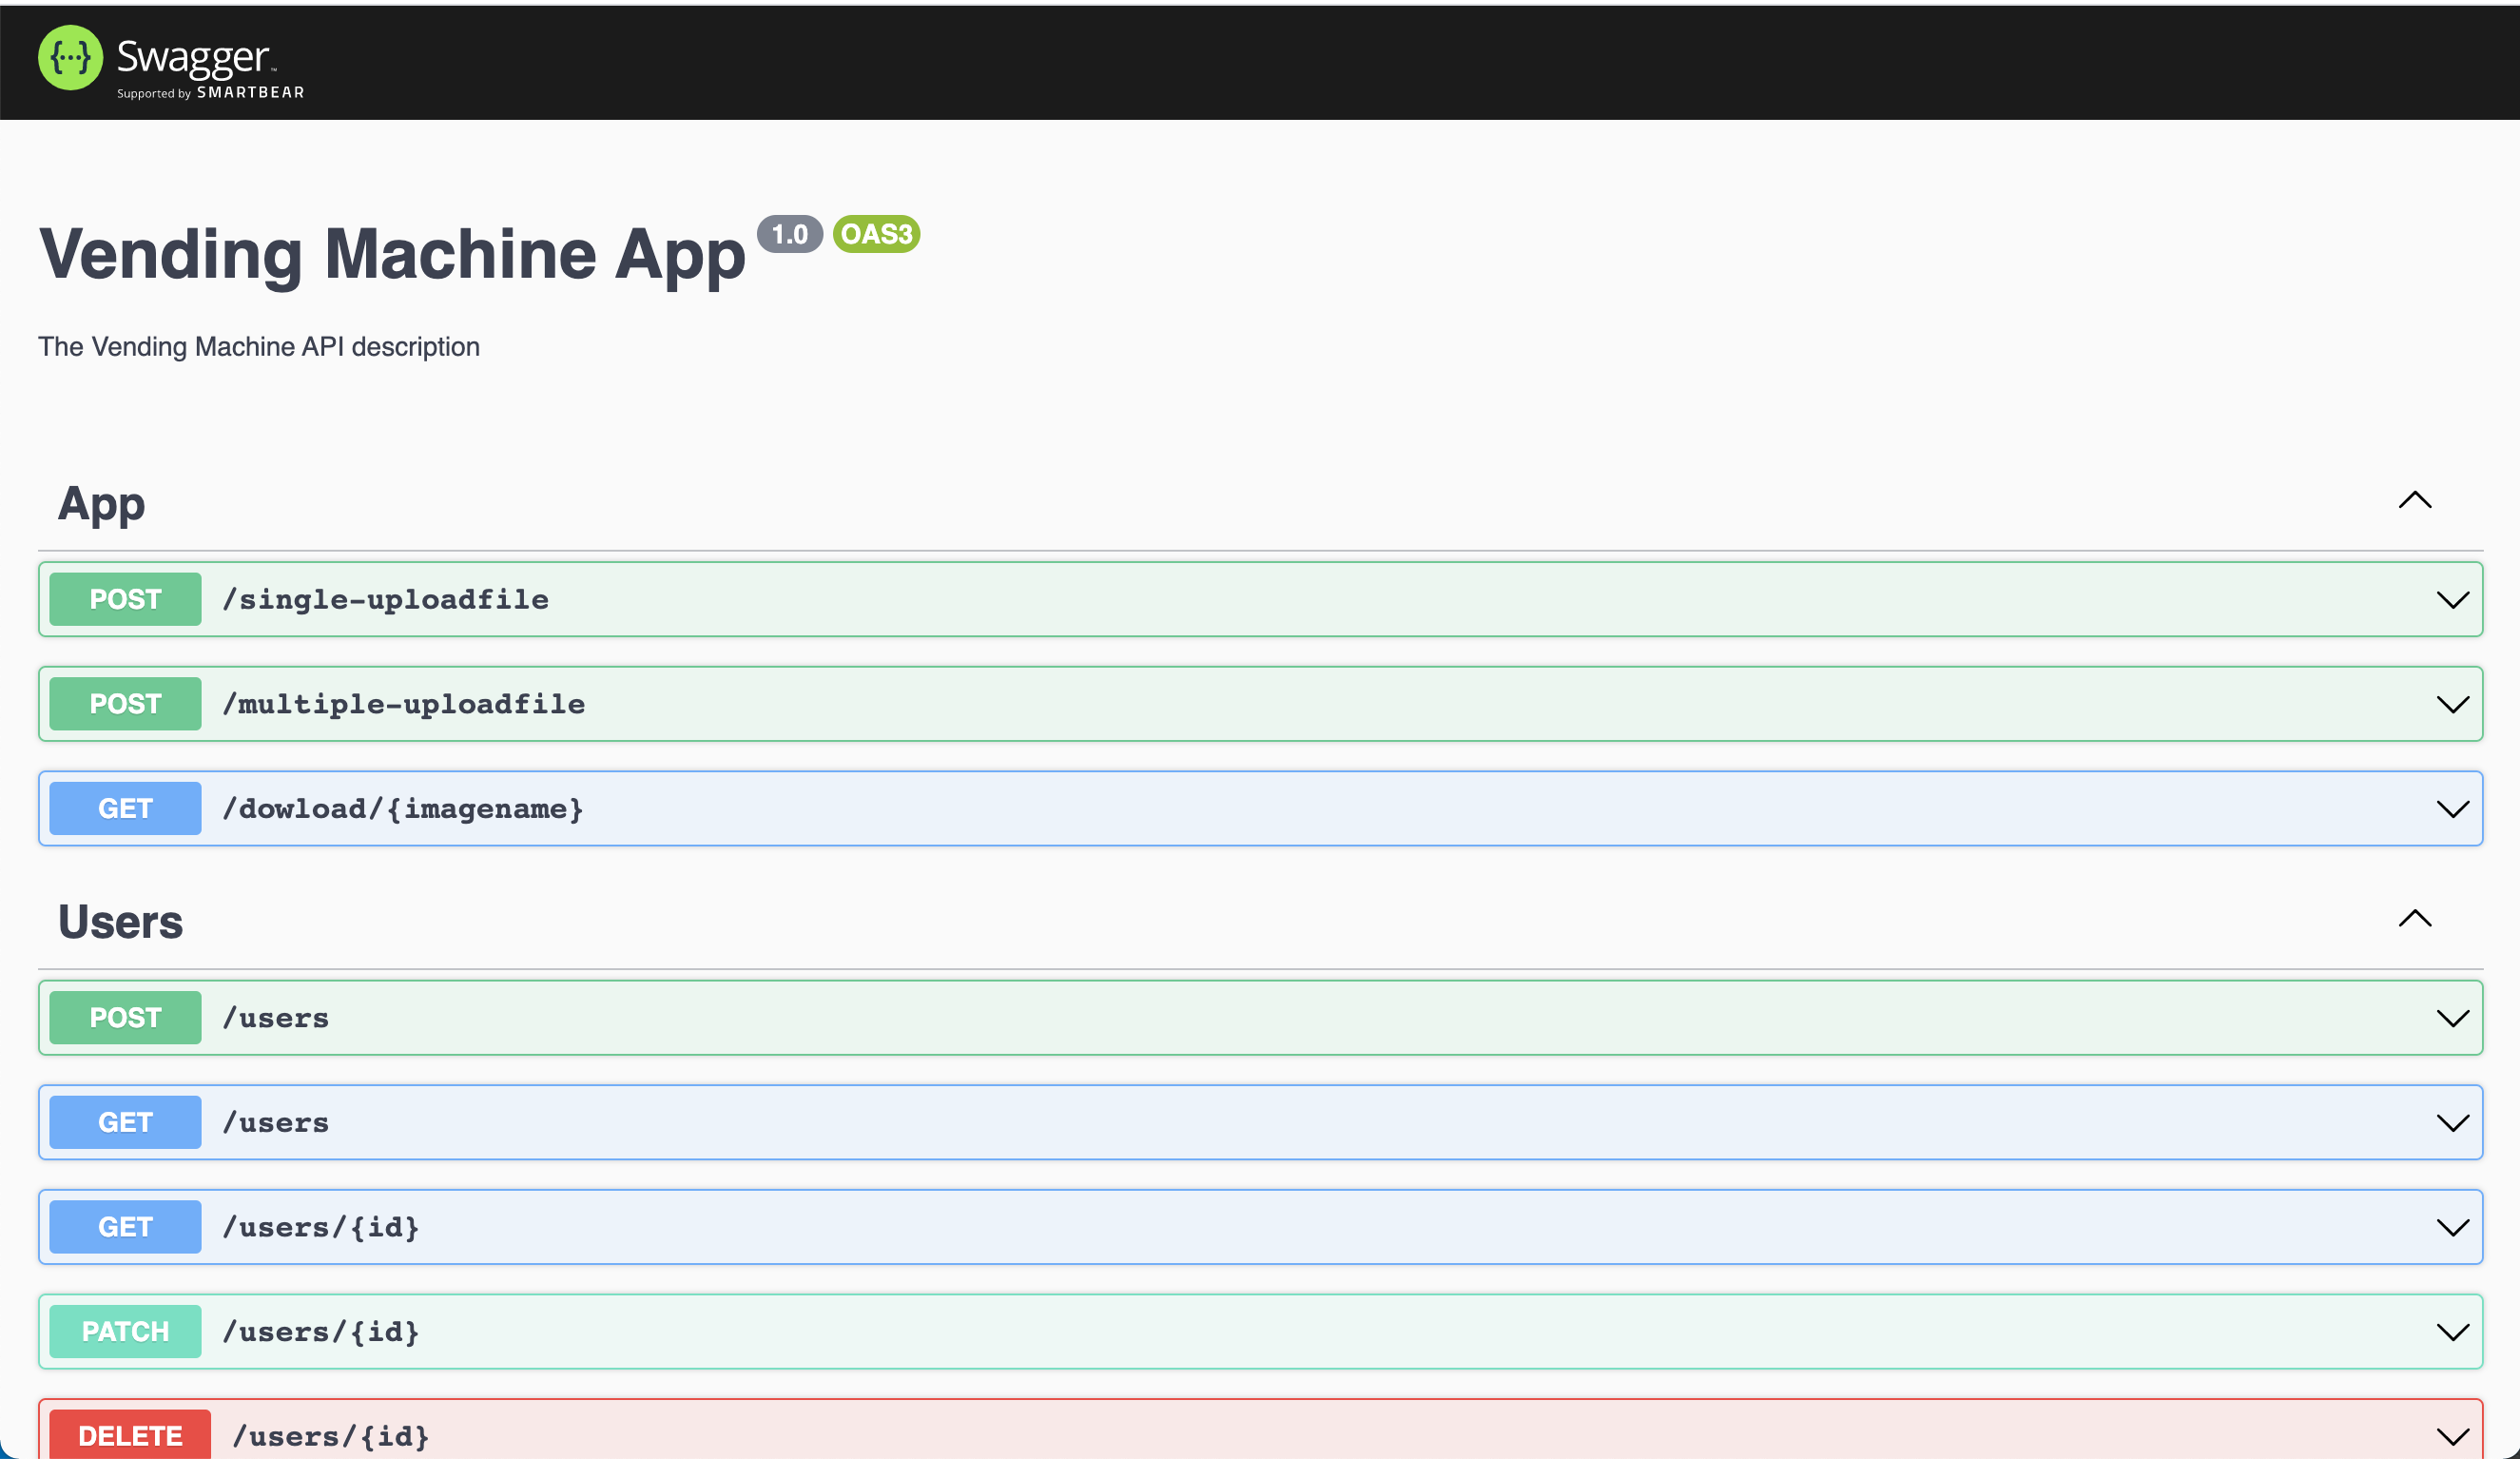 {...} Swagger™
Supported by SMARTBEAR
Vending Machine App 1.0 OAS3
The Vending Machine API description
App
POST /single-uploadfile
POST /multiple-uploadfile
GET /dowload/{imagename}
Users
POST /users
GET /users
GET /users/{id}
PATCH /users/{id}
DELETE /users/{id}